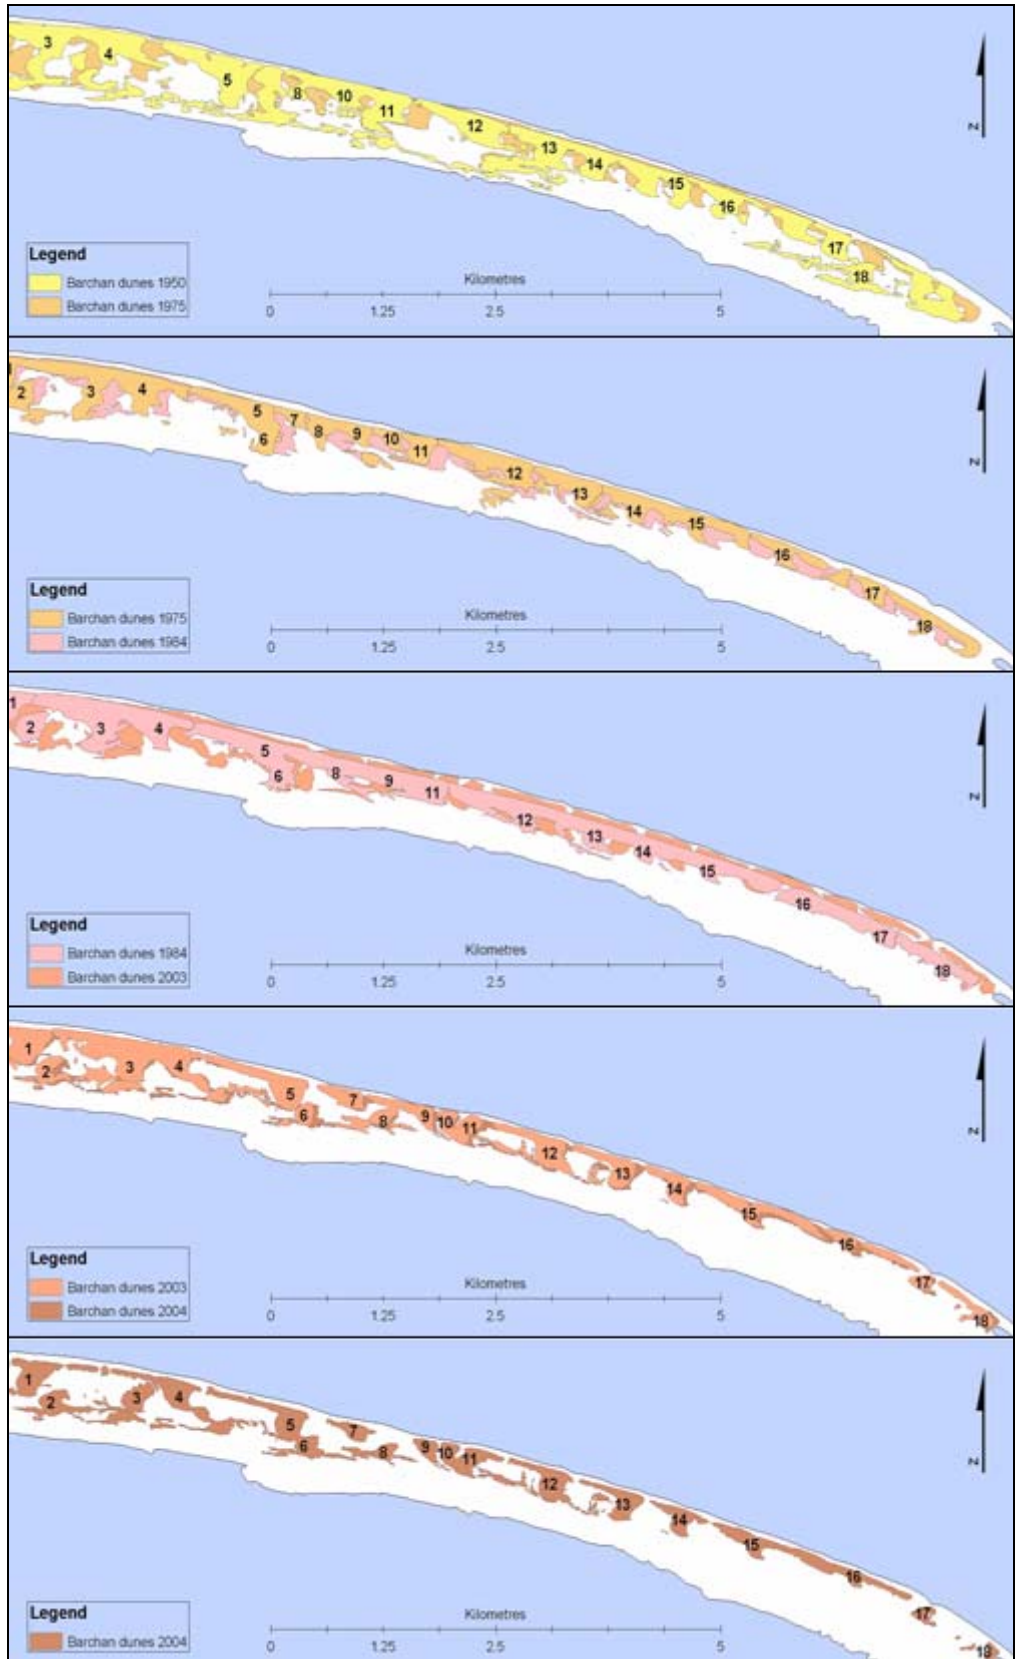 3 4 5 8 10 11 12 13 14 15 16 17 18
N
Legend
Barchan dunes 1950
Barchan dunes 1975
Kilometres
0 1.25 2.5 5
2 3 4 5 6 7 8 9 10 11 12 13 14 15 16 17 18
N
Legend
Barchan dunes 1975
Barchan dunes 1984
Kilometres
0 1.25 2.5 5
1 2 3 4 5 6 8 9 11 12 13 14 15 16 17 18
N
Legend
Barchan dunes 1984
Barchan dunes 2003
Kilometres
0 1.25 2.5 5
1 2 3 4 5 6 7 8 9 10 11 12 13 14 15 16 17 18
N
Legend
Barchan dunes 2003
Barchan dunes 2004
Kilometres
0 1.25 2.5 5
1 2 3 4 5 6 7 8 9 10 11 12 13 14 15 16 17 18
N
Legend
Barchan dunes 2004
Kilometres
0 1.25 2.5 5